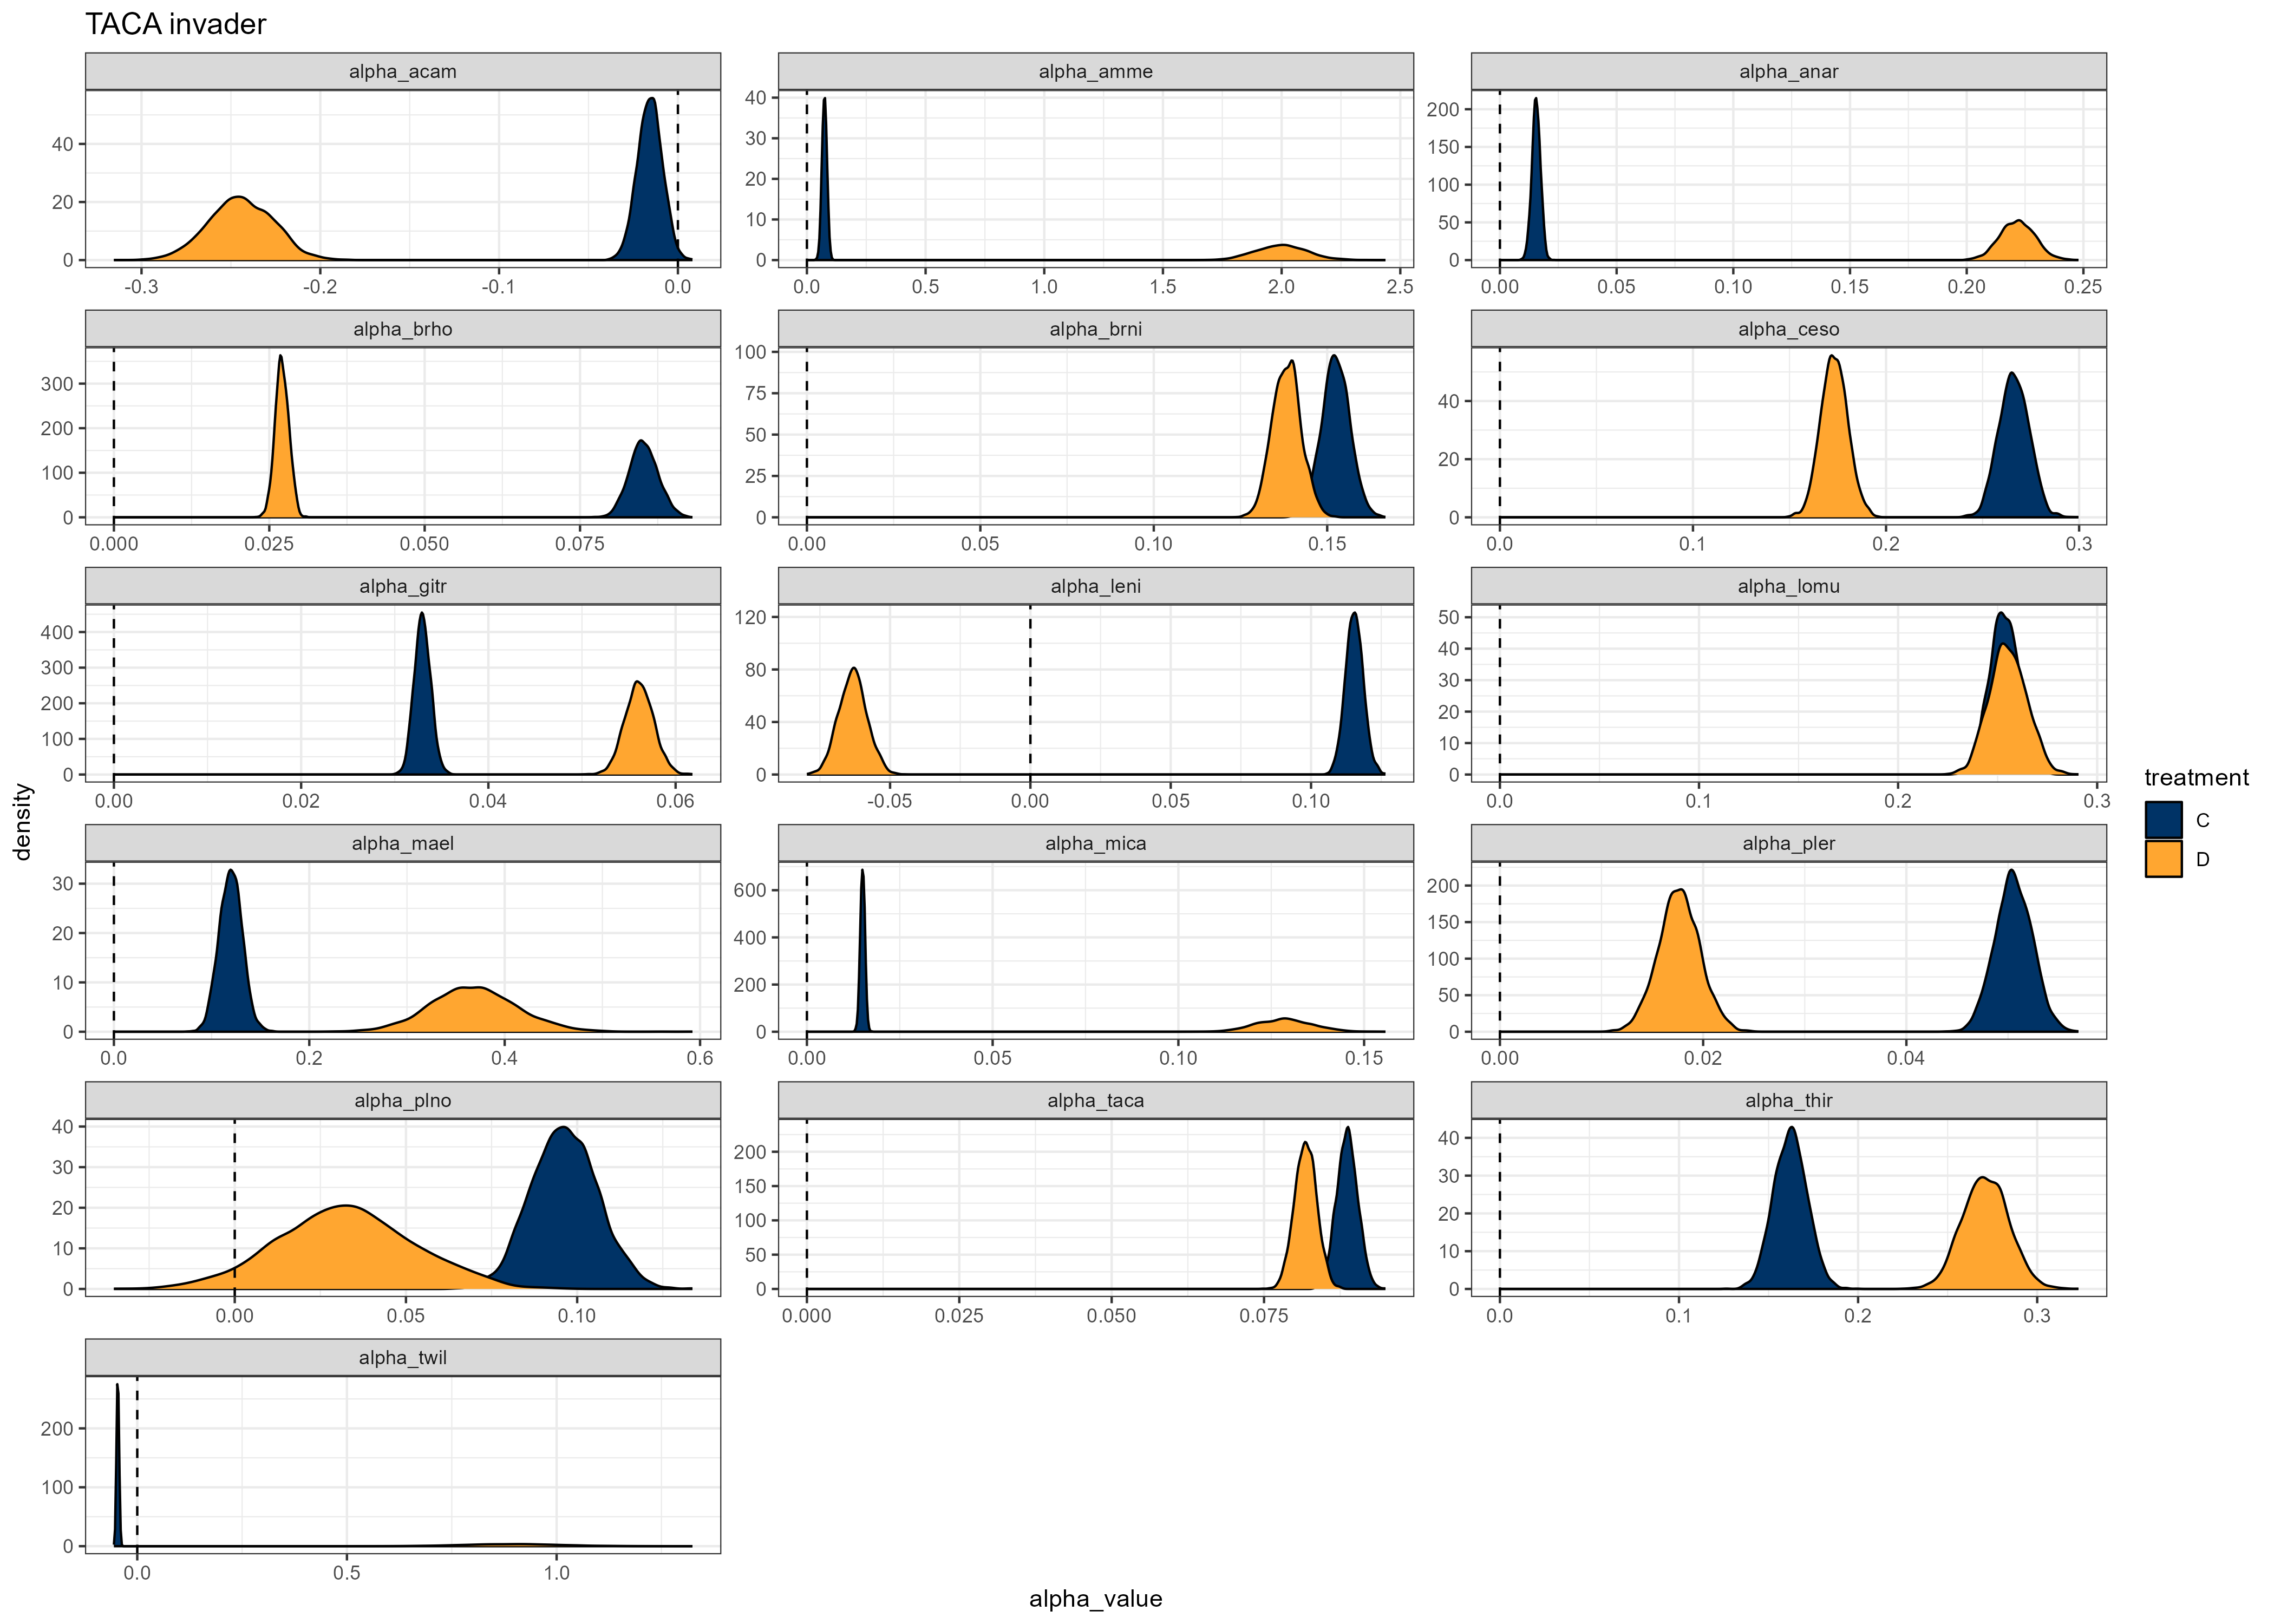 TACA invader
alpha_acam alpha_amme alpha_anar
40 20 0
-0.3 -0.2 -0.1 0.0
40 30 20 10 0
0.0 0.5 1.0 1.5 2.0 2.5
200 150 100 50 0
0.00 0.05 0.10 0.15 0.20 0.25
alpha_brho alpha_brni alpha_ceso
300 200 100 0
0.000 0.025 0.050 0.075
100 75 50 25 0
0.00 0.05 0.10 0.15
40 20 0
0.0 0.1 0.2 0.3
alpha_gitr alpha_leni alpha_lomu
400 300 200 100 0
0.00 0.02 0.04 0.06
120 80 40 0
-0.05 0.00 0.05 0.10
50 40 30 20 10 0
0.0 0.1 0.2 0.3
alpha_mael alpha_mica alpha_pler
30 20 10 0
0.0 0.2 0.4 0.6
600 400 200 0
0.00 0.05 0.10 0.15
200 150 100 50 0
0.00 0.02 0.04
alpha_plno alpha_taca alpha_thir
40 30 20 10 0
0.00 0.05 0.10
200 150 100 50 0
0.000 0.025 0.050 0.075
40 30 20 10 0
0.0 0.1 0.2 0.3
alpha_twil
200 100 0
0.0 0.5 1.0
density
alpha_value
treatment
C
D